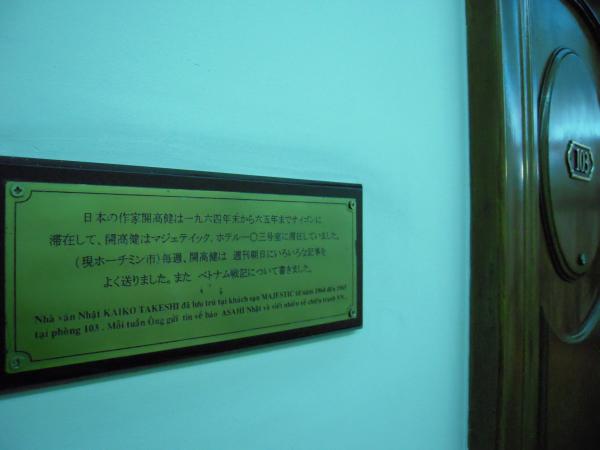 日本の作家開高健は一九六四年末から六五年までサイゴンに
滞在して、開高健はマジェティック、ホテル一〇三号室に滞在していました。
(現ホーチミン市)毎週、開高健は 週刊朝日にいろいろな記事を
よく送りました。また ベトナム戦記について書きました。
Nhà văn Nhật KAIKO TAKESHI đã lưu trú tại khách sạn MAJESTIC từ năm 1964 đến 1965
tại phòng 103 . Mỗi tuần Ông gửi tin về báo ASAHI Nhật và viết nhiều về chiến tranh VN..
103